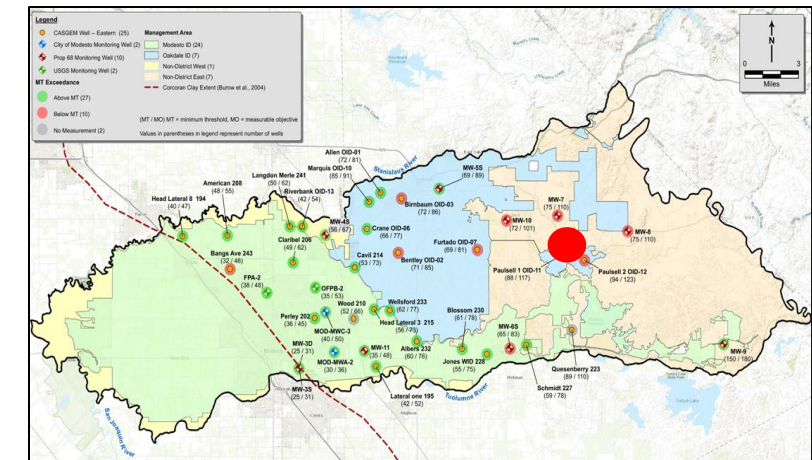 Legend
CASGEM Well – Eastern (25)
City of Modesto Monitoring Well (2)
Prop 68 Monitoring Well (10)
USGS Monitoring Well (2)
MT Exceedance
Above MT (27)
Below MT (10)
No Measurement (2)
Management Area
Modesto ID (24)
Oakdale ID (7)
Non-District West (1)
Non-District East (7)
Corcoran Clay Extent (Burow et al., 2004)
(MT / MO) MT = minimum threshold, MO = measurable objective
Values in parentheses in legend represent number of wells
N
0 3
Miles
Allen OID-01
(72 / 81)
Marquis OID-10
(85 / 91)
Stanislaus River
Langdon Merle 241
(50 / 62)
Riverbank OID-13
(42 / 54)
American 208
(48 / 55)
Head Lateral 8 194
(40 / 47)
MW-5S
(69 / 89)
Birnbaum OID-03
(72 / 86)
MW-7
(75 / 110)
MW-10
(72 / 101)
MW-8
(75 / 110)
MW-4S
(56 / 67)
Crane OID-06
(66 / 77)
Claribel 206
(49 / 62)
Furtado OID-07
(69 / 81)
Bangs Ave 243
(32 / 46)
Cavil 214
(53 / 73)
Bentley OID-02
(71 / 85)
Paulsell 1 OID-11
(88 / 117)
Paulsell 2 OID-12
(94 / 123)
FPA-2
(38 / 48)
OFPB-2
(35 / 53)
Wood 210
(52 / 66)
Wellsford 233
(62 / 77)
Blossom 230
(61 / 78)
Perley 202
(36 / 45)
Head Lateral 3 215
(56 / 73)
MOD-MWC-3
(40 / 50)
MW-6S
(65 / 83)
MW-3D
(25 / 31)
MW-11
(35 / 48)
Albers 232
(60 / 76)
MOD-MWA-2
(30 / 36)
Jones WID 228
(55 / 75)
Quesenberry 223
(89 / 110)
MW-9
(150 / 180)
MW-3S
(25 / 31)
Lateral one 195
(42 / 52)
Tuolumne River
Schmidt 227
(59 / 78)
San Joaquin River